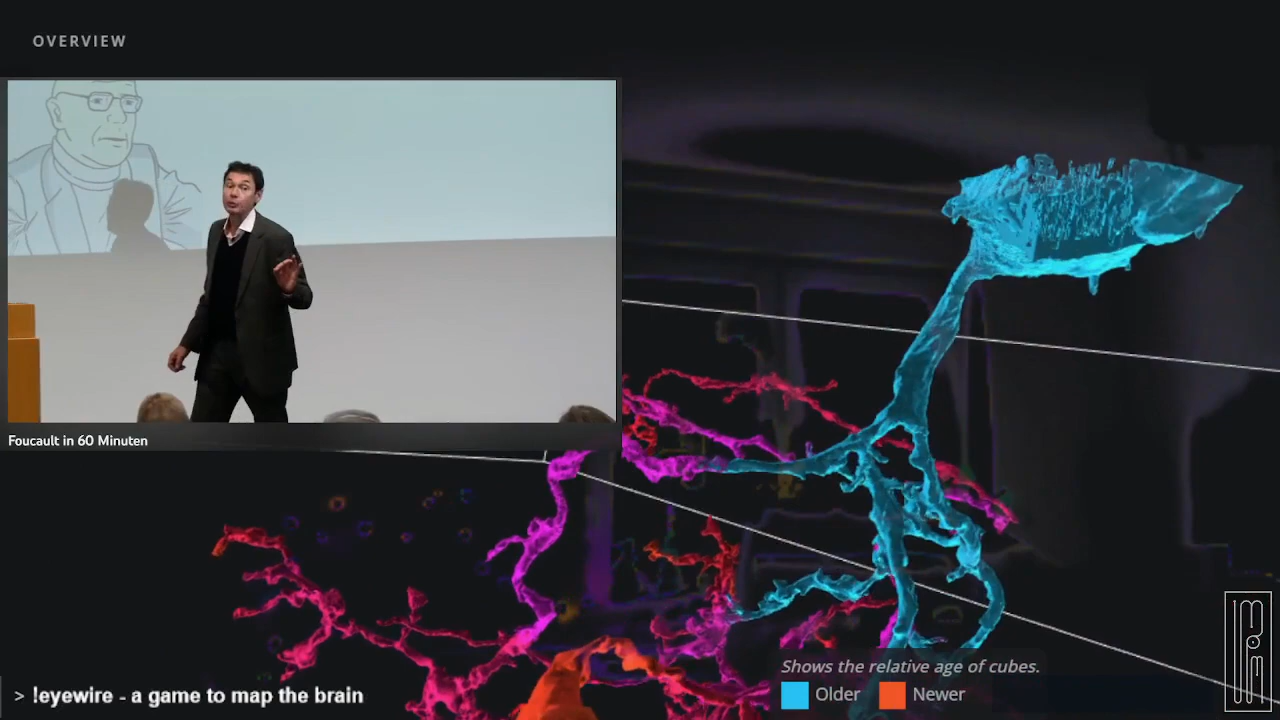 OVERVIEW
Foucault in 60 Minuten
Shows the relative age of cubes.
Older Newer
> !eyewire - a game to map the brain